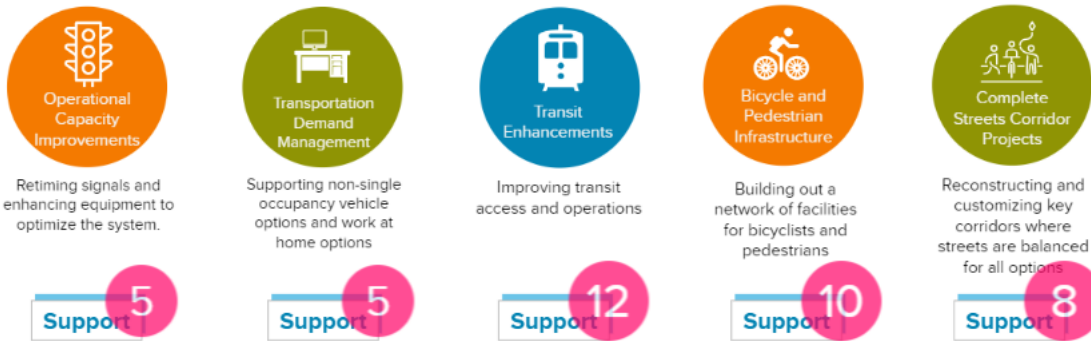 Operational
Capacity
Improvements
Retiming signals and
enhancing equipment to
optimize the system.
Support
5
Transportation
Demand
Management
Supporting non-single
occupancy vehicle
options and work at
home options
Support
5
Transit
Enhancements
Improving transit
access and operations
Support
12
Bicycle and
Pedestrian
Infrastructure
Building out a
network of facilities
for bicyclists and
pedestrians
Support
10
Complete
Streets Corridor
Projects
Reconstructing and
customizing key
corridors where
streets are balanced
for all options
Support
8